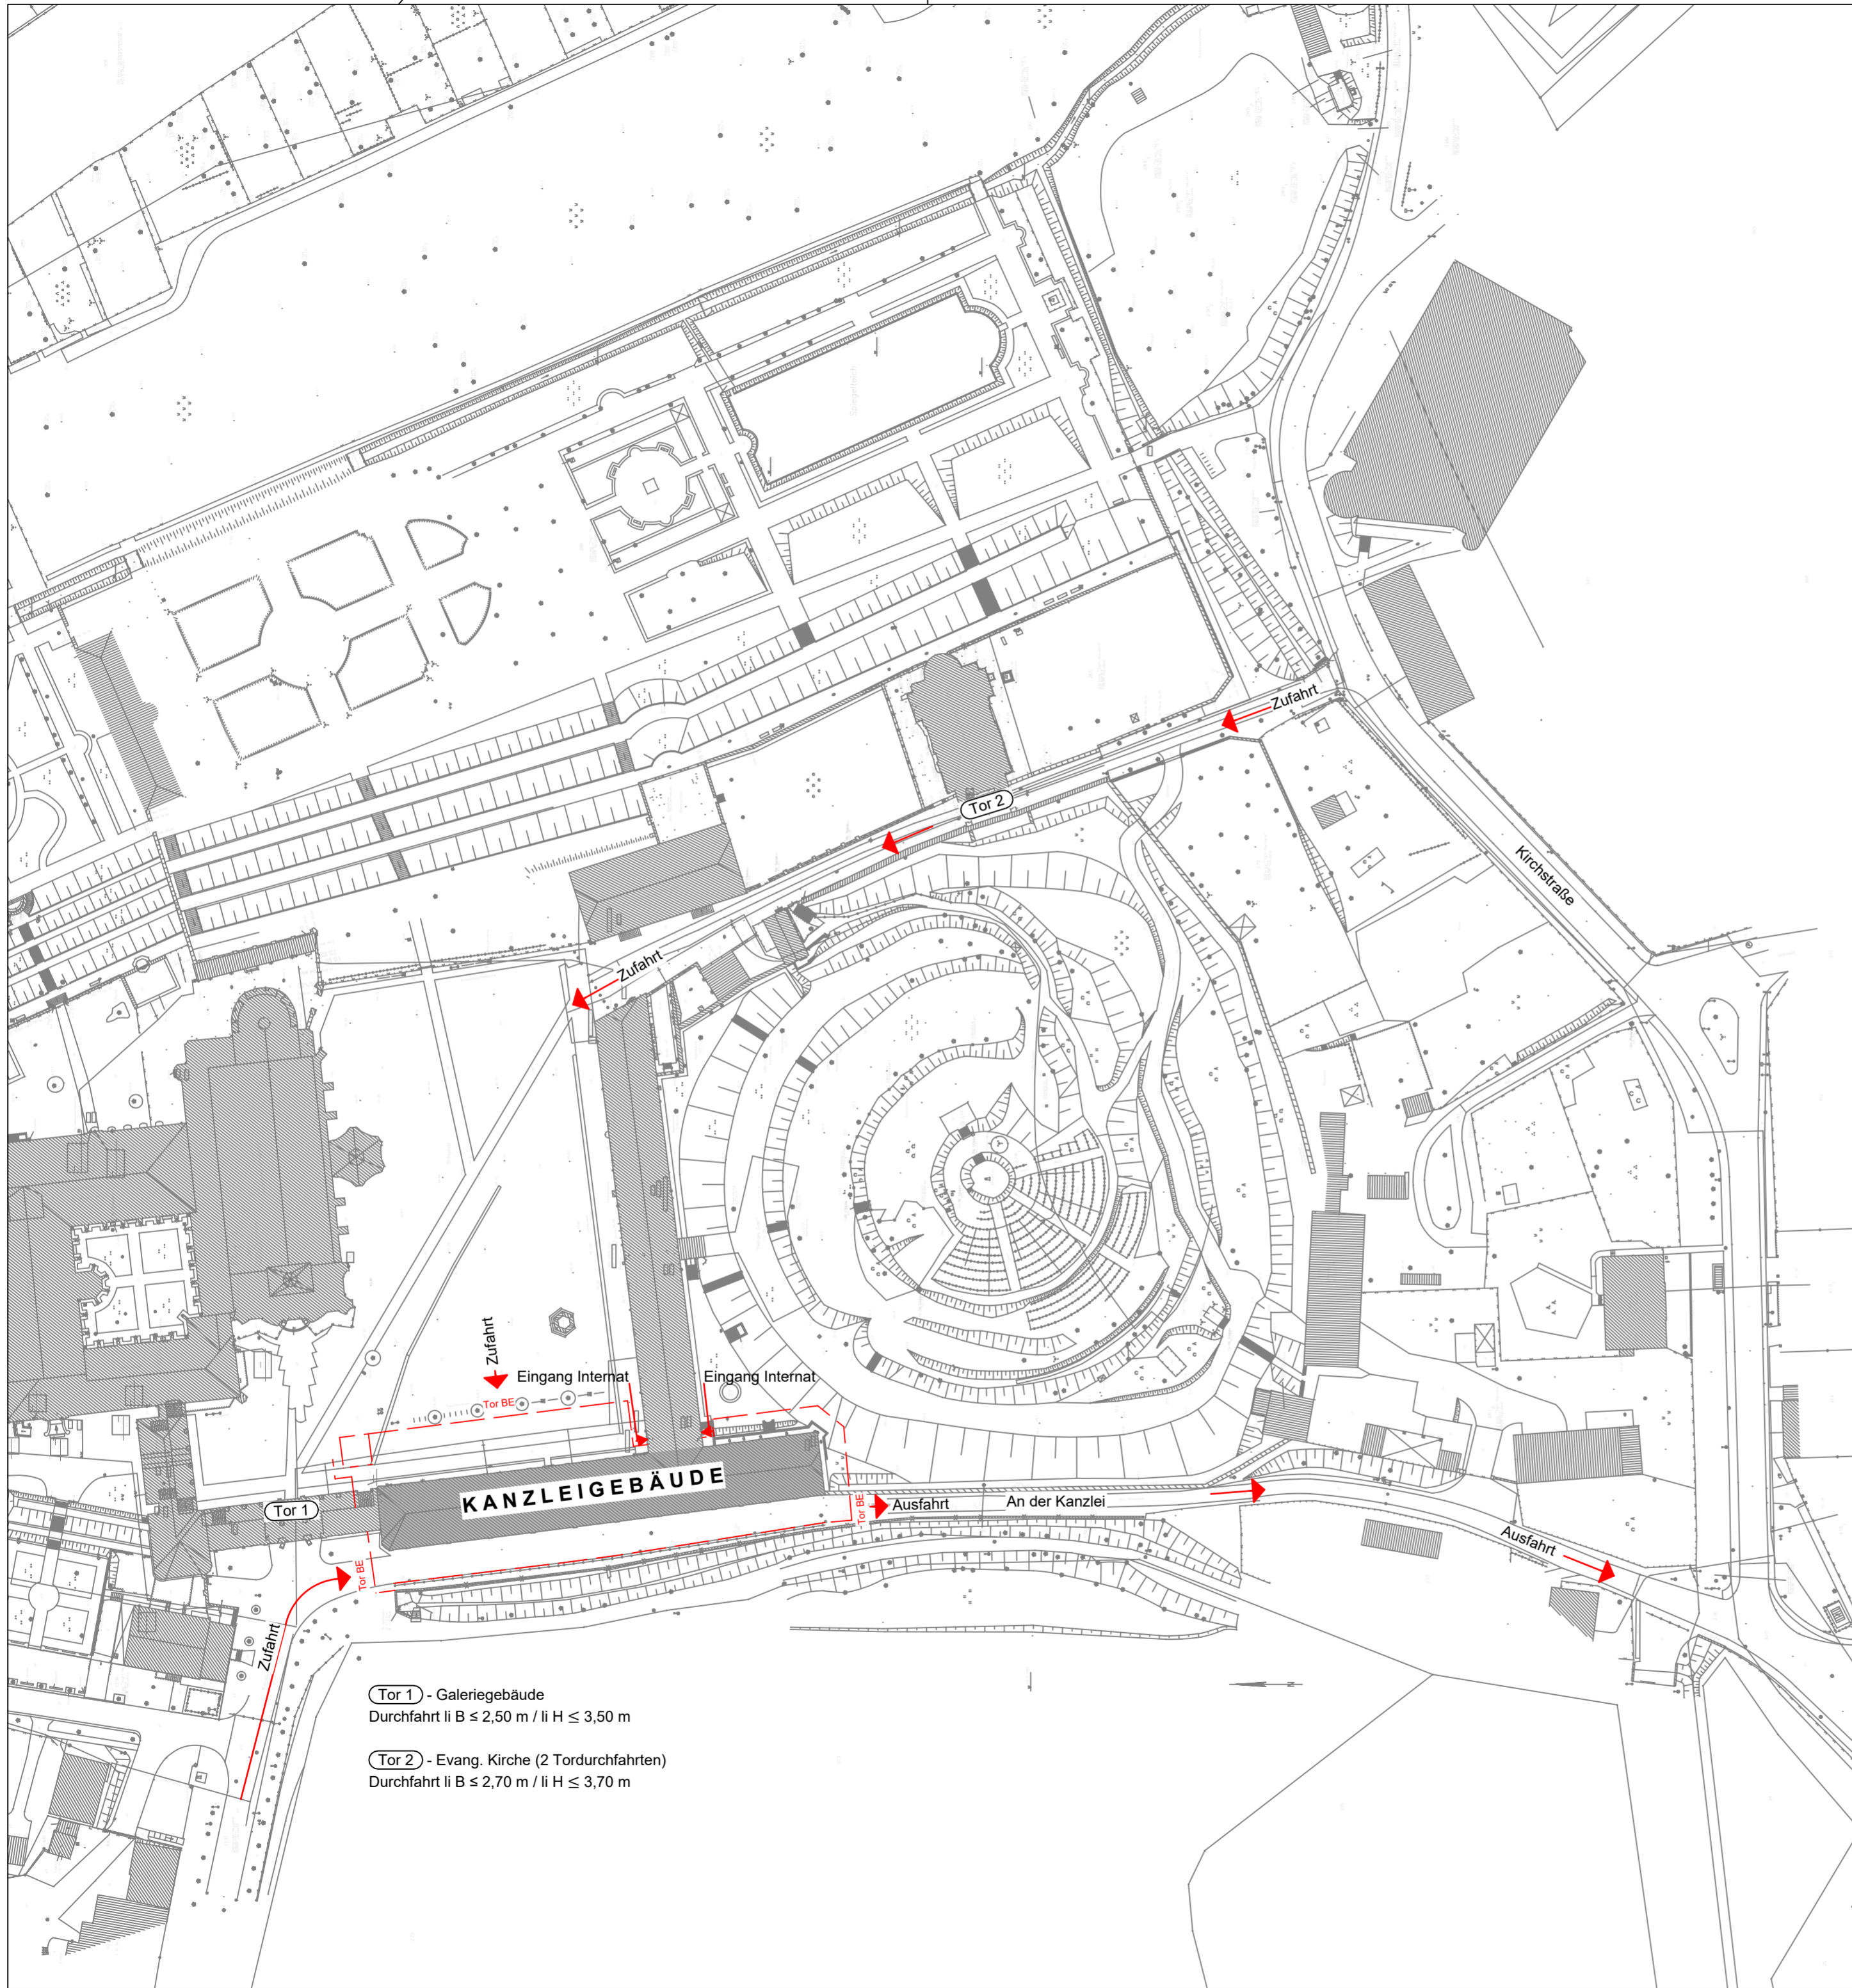 Zufahrt
Tor 2
Kirchstraße
Zufahrt
Zufahrt
Eingang Internat
Eingang Internat
Tor BE
KANZLEIGEBÄUDE
Tor 1
Tor BE
Ausfahrt
An der Kanzlei
Ausfahrt
Tor BE
Zufahrt
Tor 1 - Galeriegebäude
Durchfahrt li B ≤ 2,50 m / li H ≤ 3,50 m
Tor 2 - Evang. Kirche (2 Tordurchfahrten)
Durchfahrt li B ≤ 2,70 m / li H ≤ 3,70 m
N